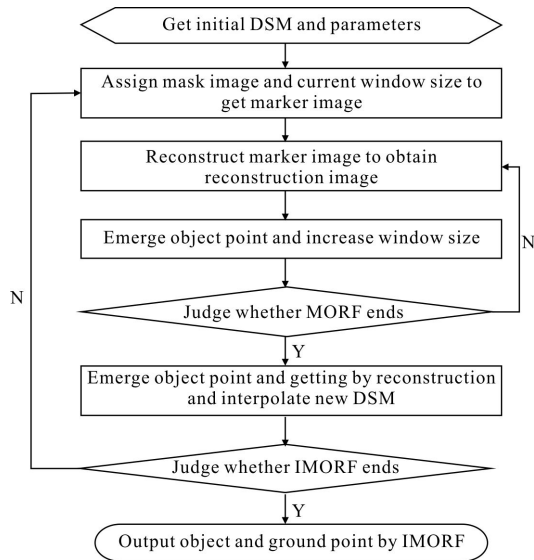 Get initial DSM and parameters
Assign mask image and current window size to
get marker image
Reconstruct marker image to obtain
reconstruction image
Emerge object point and increase window size
N
N
Judge whether MORF ends
Y
Emerge object point and getting by reconstruction
and interpolate new DSM
Judge whether IMORF ends
Y
Output object and ground point by IMORF